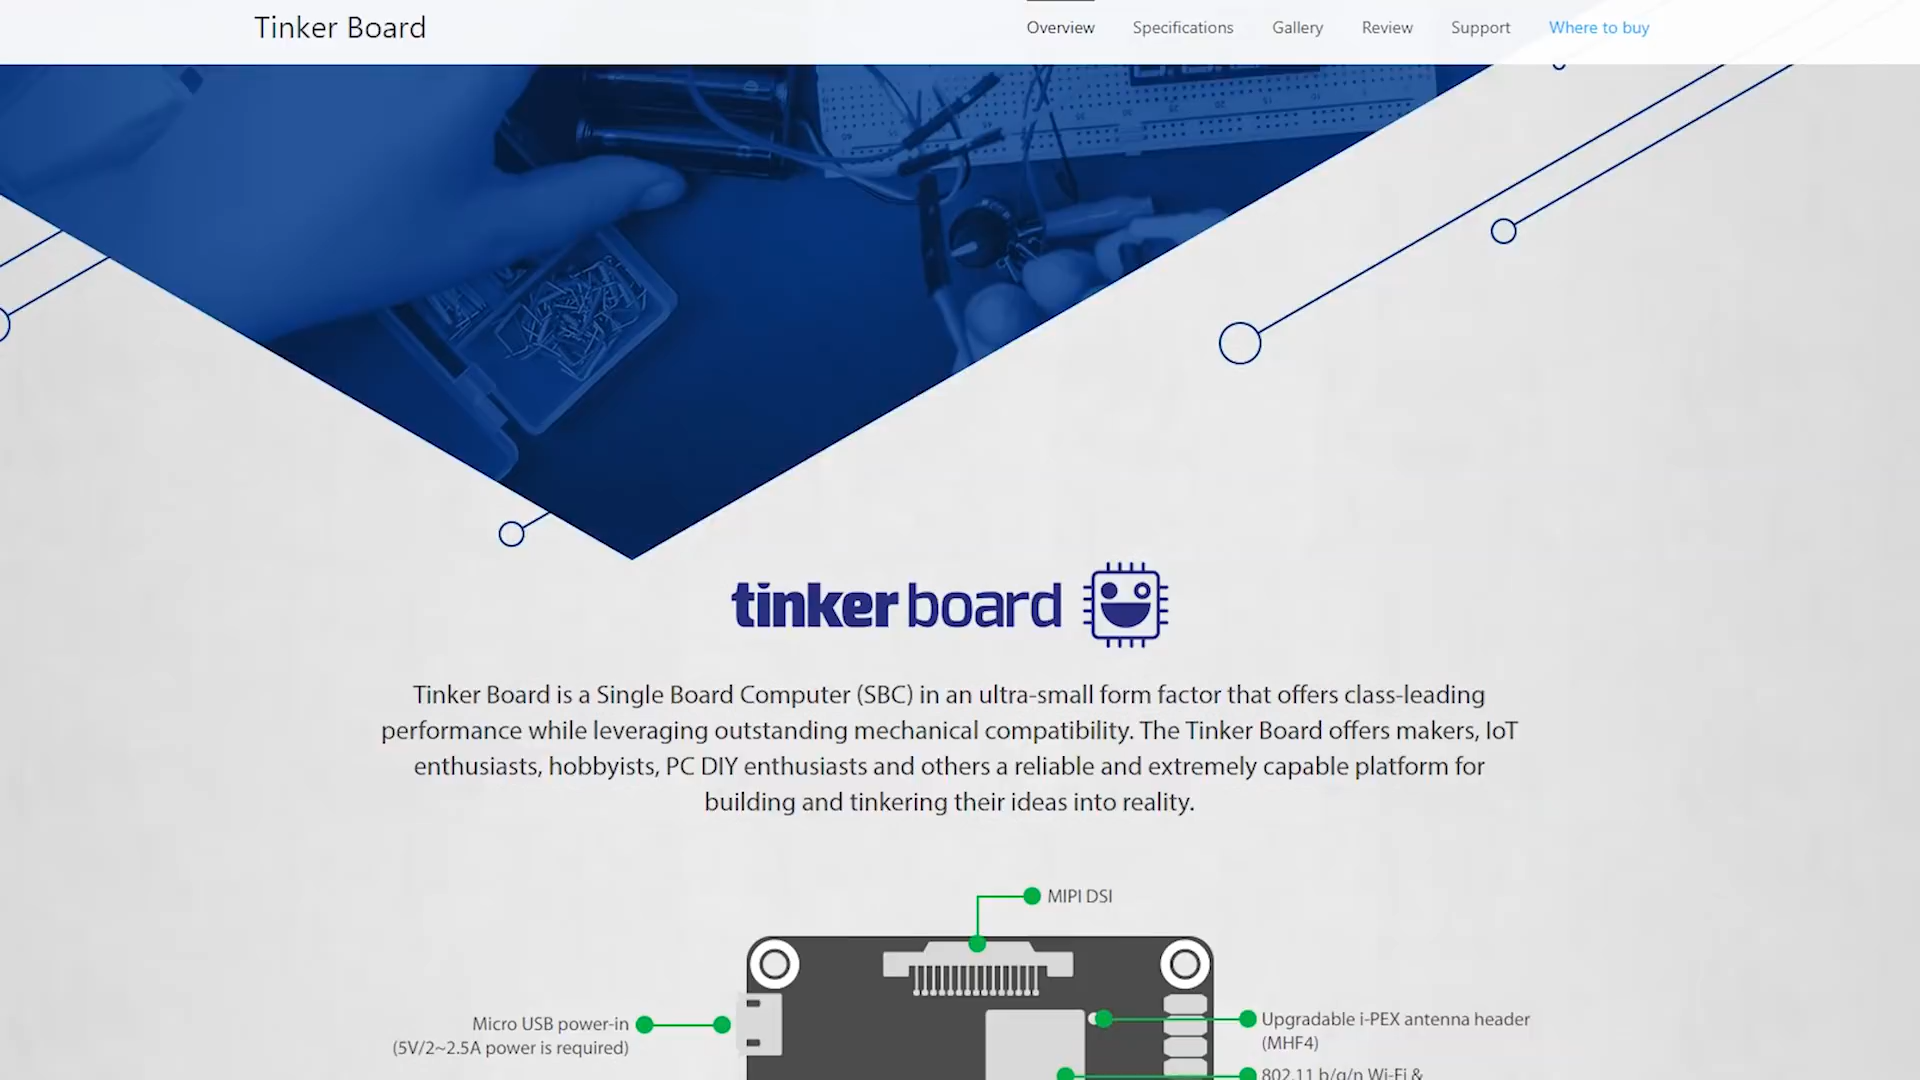 Tinker Board
Overview Specifications Gallery Review Support Where to buy
tinker board
Tinker Board is a Single Board Computer (SBC) in an ultra-small form factor that offers class-leading
performance while leveraging outstanding mechanical compatibility. The Tinker Board offers makers, IoT
enthusiasts, hobbyists, PC DIY enthusiasts and others a reliable and extremely capable platform for
building and tinkering their ideas into reality.
MIPI DSI
Micro USB power-in
(5V/2~2.5A power is required)
Upgradable i-PEX antenna header
(MHF4)
802.11 b/g/n Wi-Fi &